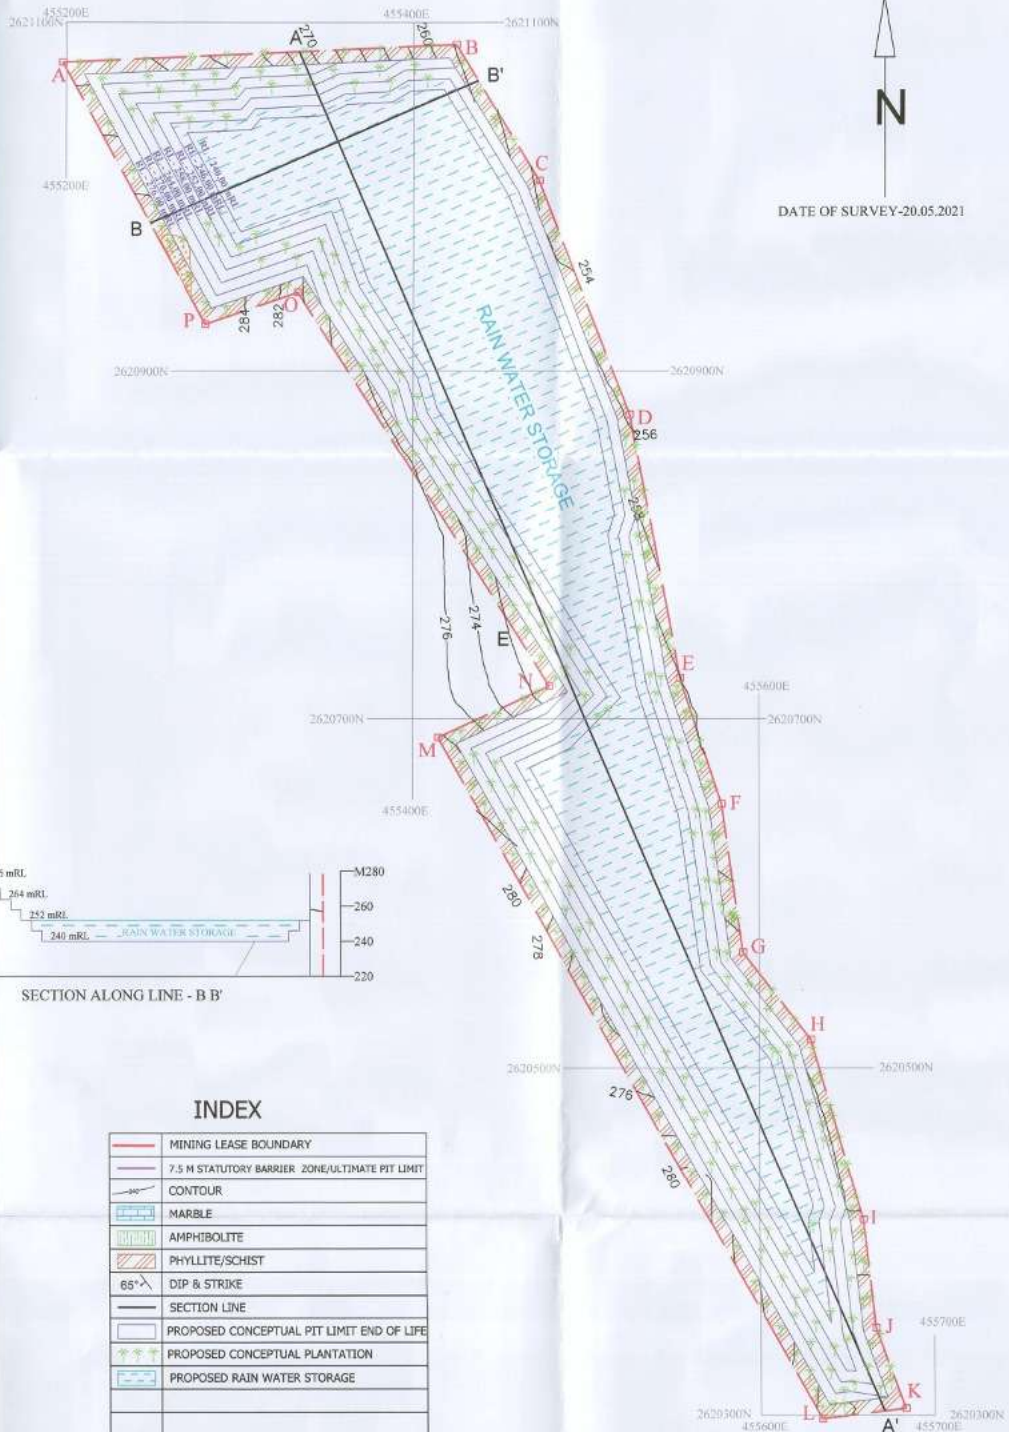 455200E
455400E
2621100N
2621100N
A
A'
270
260
B
B'
C
N
DATE OF SURVEY-20.05.2021
455200E
B
RL - 240.00 mRL
P
284
282
O
254
2620900N
2620900N
RAIN WATER STORAGE
D
256
258
276
274
E
N
E
455600E
2620700N
2620700N
M
455400E
F
280
278
G
H
264 mRL
252 mRL
240 mRL
RAIN WATER STORAGE
M280
260
240
220
SECTION ALONG LINE - B B'
2620500N
2620500N
276
280
I
J
455700E
K
L
A'
2620300N
2620300N
455600E
455700E
INDEX
MINING LEASE BOUNDARY
7.5 M STATUTORY BARRIER ZONE/ULTIMATE PIT LIMIT
CONTOUR
MARBLE
AMPHIBOLITE
PHYLLITE/SCHIST
65° DIP & STRIKE
SECTION LINE
PROPOSED CONCEPTUAL PIT LIMIT END OF LIFE
PROPOSED CONCEPTUAL PLANTATION
PROPOSED RAIN WATER STORAGE